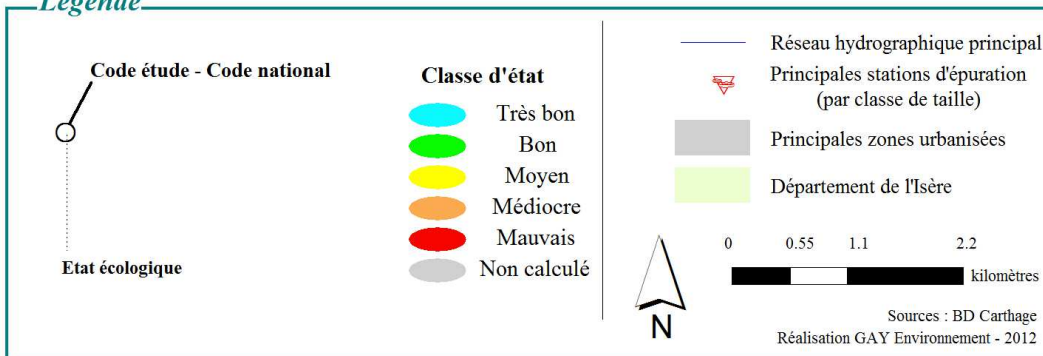 Légende
Code étude - Code national
Etat écologique
Classe d'état
Très bon
Bon
Moyen
Médiocre
Mauvais
Non calculé
Réseau hydrographique principal
Principales stations d'épuration
(par classe de taille)
Principales zones urbanisées
Département de l'Isère
0 0.55 1.1 2.2
kilomètres
N
Sources : BD Carthage
Réalisation GAY Environnement - 2012